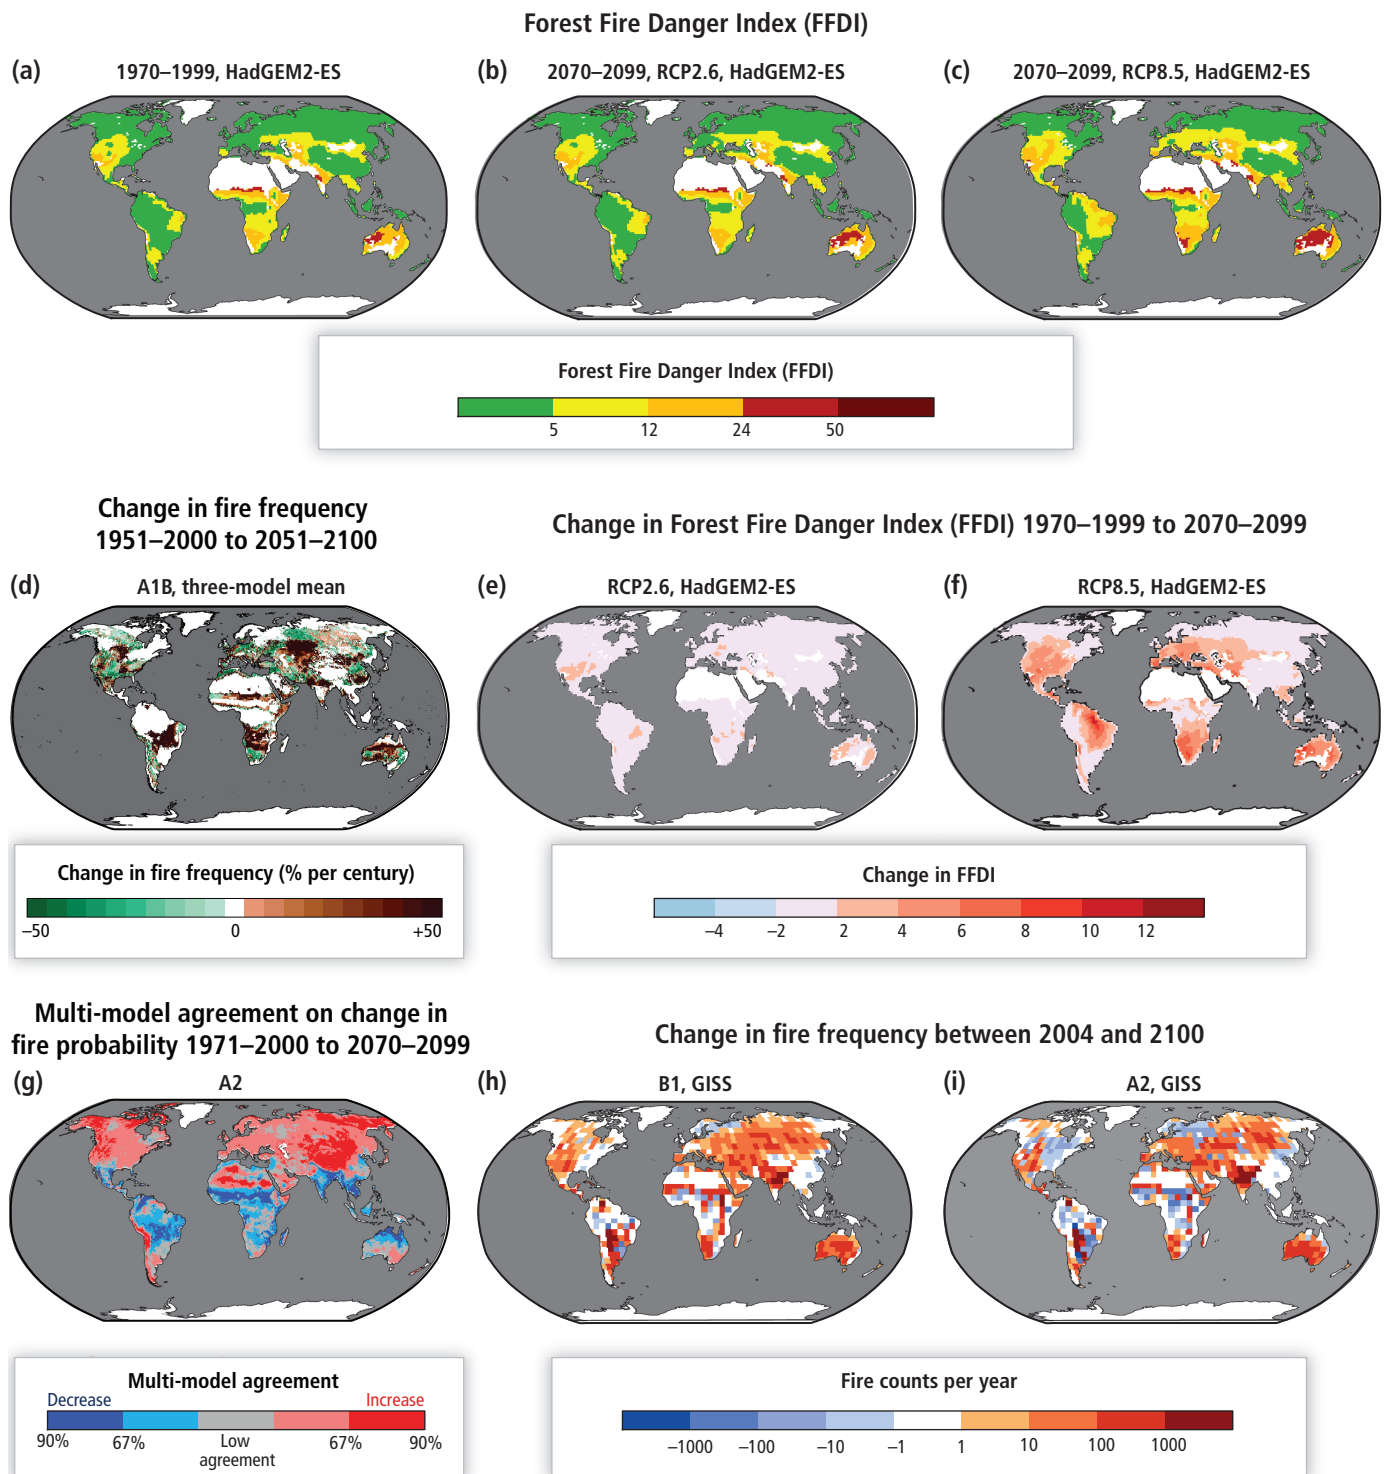 Forest Fire Danger Index (FFDI)
(a) 1970–1999, HadGEM2-ES
(b) 2070–2099, RCP2.6, HadGEM2-ES
(c) 2070–2099, RCP8.5, HadGEM2-ES
Forest Fire Danger Index (FFDI)
5 12 24 50
Change in fire frequency
1951–2000 to 2051–2100
Change in Forest Fire Danger Index (FFDI) 1970–1999 to 2070–2099
(d) A1B, three-model mean
(e) RCP2.6, HadGEM2-ES
(f) RCP8.5, HadGEM2-ES
Change in fire frequency (% per century)
–50 0 +50
Change in FFDI
–4 –2 2 4 6 8 10 12
Multi-model agreement on change in
fire probability 1971–2000 to 2070–2099
Change in fire frequency between 2004 and 2100
(g) A2
(h) B1, GISS
(i) A2, GISS
Multi-model agreement
Decrease Increase
90% 67% Low 67% 90%
agreement
Fire counts per year
–1000 –100 –10 –1 1 10 100 1000